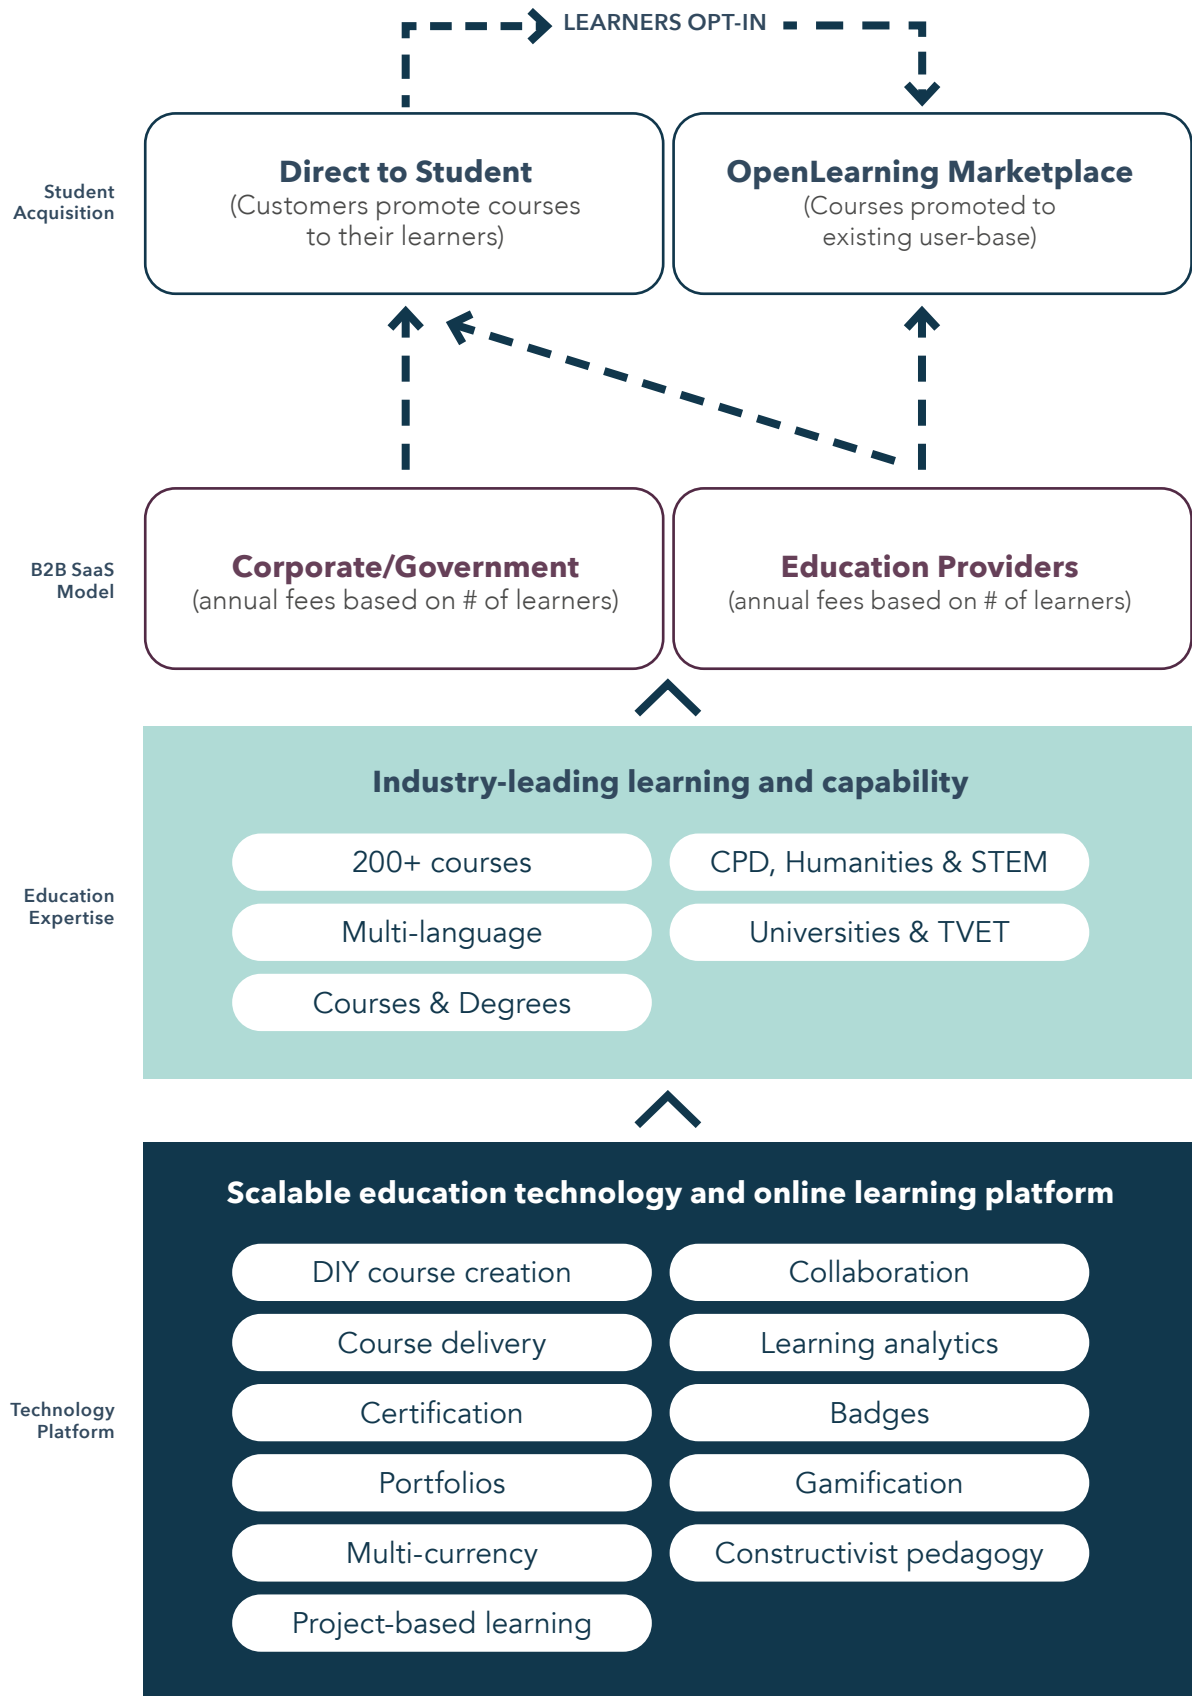 LEARNERS OPT-IN
Student
Acquisition
Direct to Student
(Customers promote courses
to their learners)
OpenLearning Marketplace
(Courses promoted to
existing user-base)
B2B SaaS
Model
Corporate/Government
(annual fees based on # of learners)
Education Providers
(annual fees based on # of learners)
Education
Expertise
Industry-leading learning and capability
200+ courses
CPD, Humanities & STEM
Multi-language
Universities & TVET
Courses & Degrees
Technology
Platform
Scalable education technology and online learning platform
DIY course creation
Collaboration
Course delivery
Learning analytics
Certification
Badges
Portfolios
Gamification
Multi-currency
Constructivist pedagogy
Project-based learning